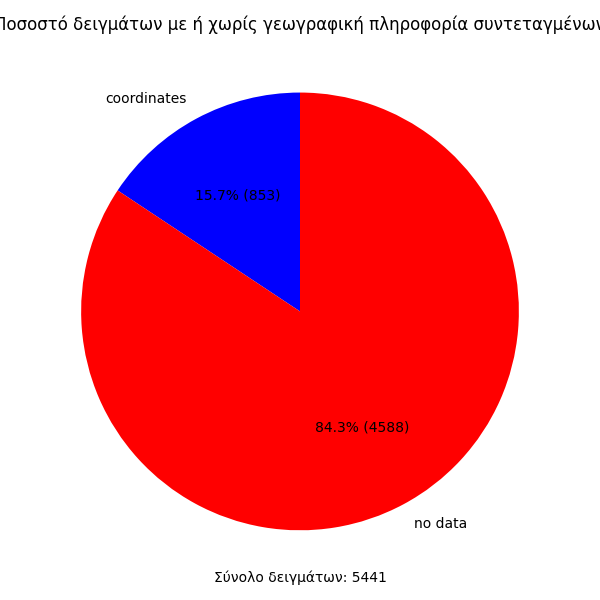 Ποσοστό δειγμάτων με ή χωρίς γεωγραφική πληροφορία συντεταγμένων
coordinates
15.7% (853)
84.3% (4588)
no data
Σύνολο δειγμάτων: 5441